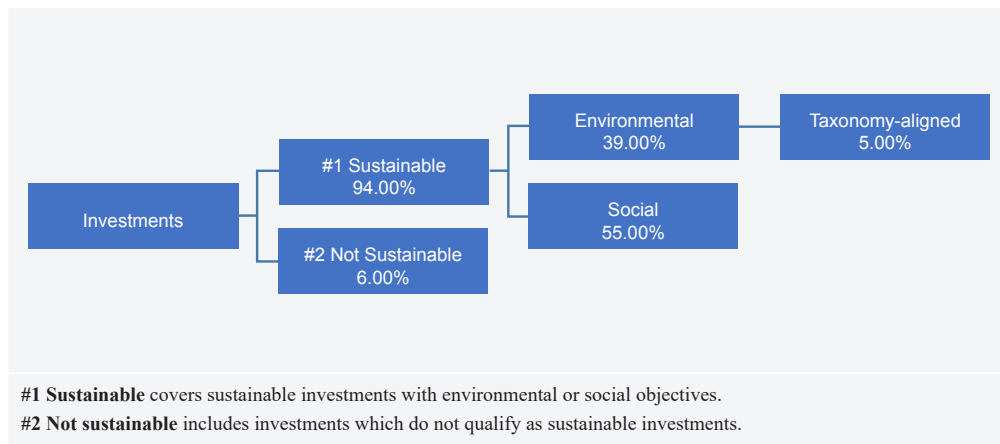 Investments
#1 Sustainable
94.00%
#2 Not Sustainable
6.00%
Environmental
39.00%
Social
55.00%
Taxonomy-aligned
5.00%
#1 Sustainable covers sustainable investments with environmental or social objectives.
#2 Not sustainable includes investments which do not qualify as sustainable investments.